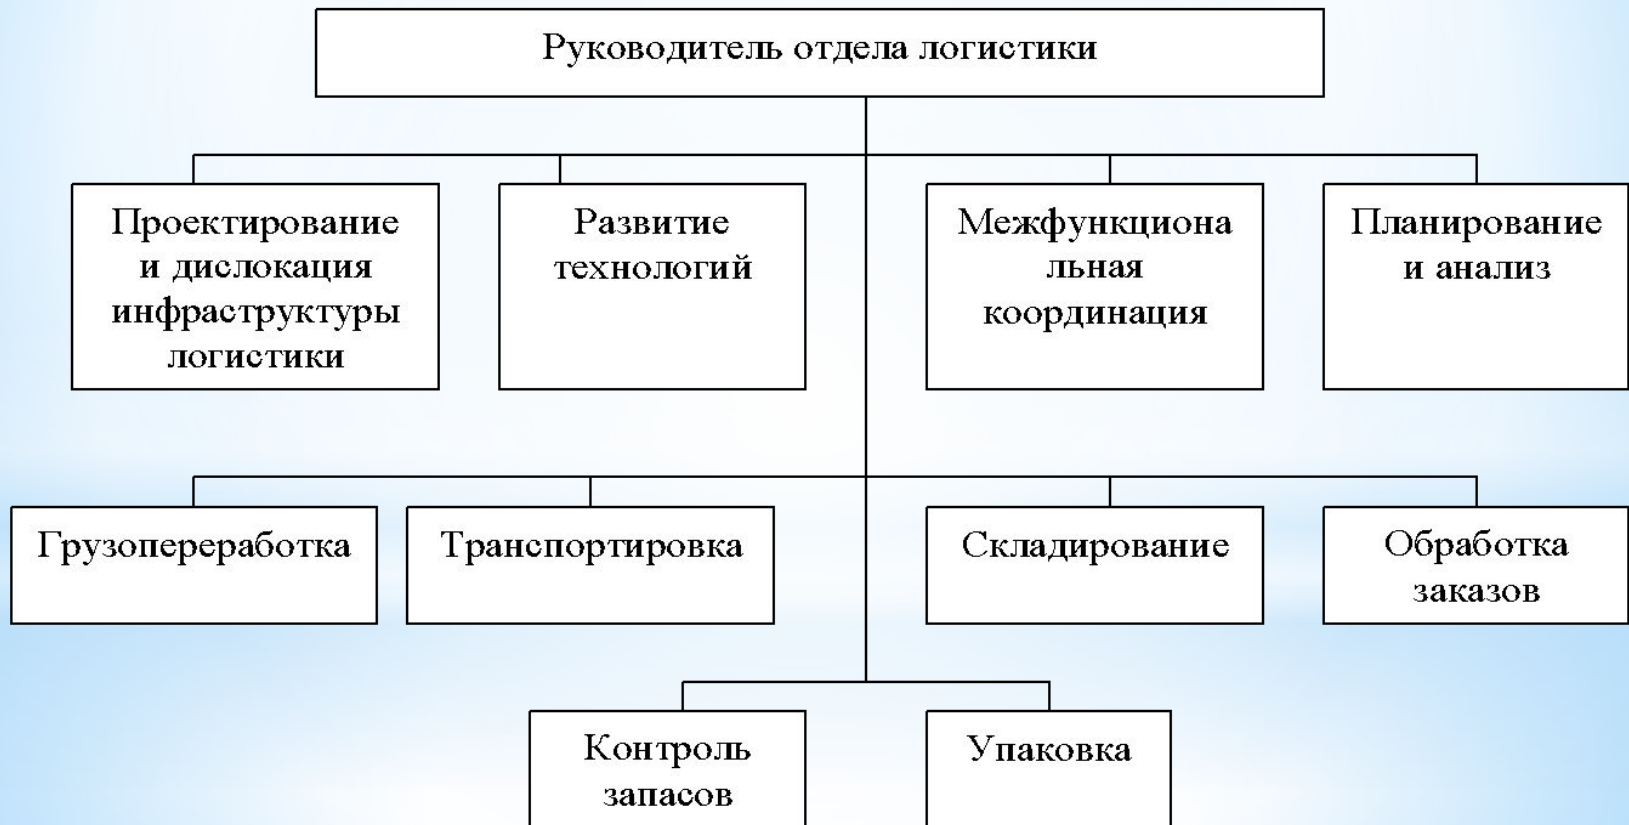 Руководитель отдела логистики
Проектирование
и дислокация
инфраструктуры
логистики
Развитие
технологий
Межфункциона
льная
координация
Планирование
и анализ
Грузопереработка
Транспортировка
Складирование
Обработка
заказов
Контроль
запасов
Упаковка